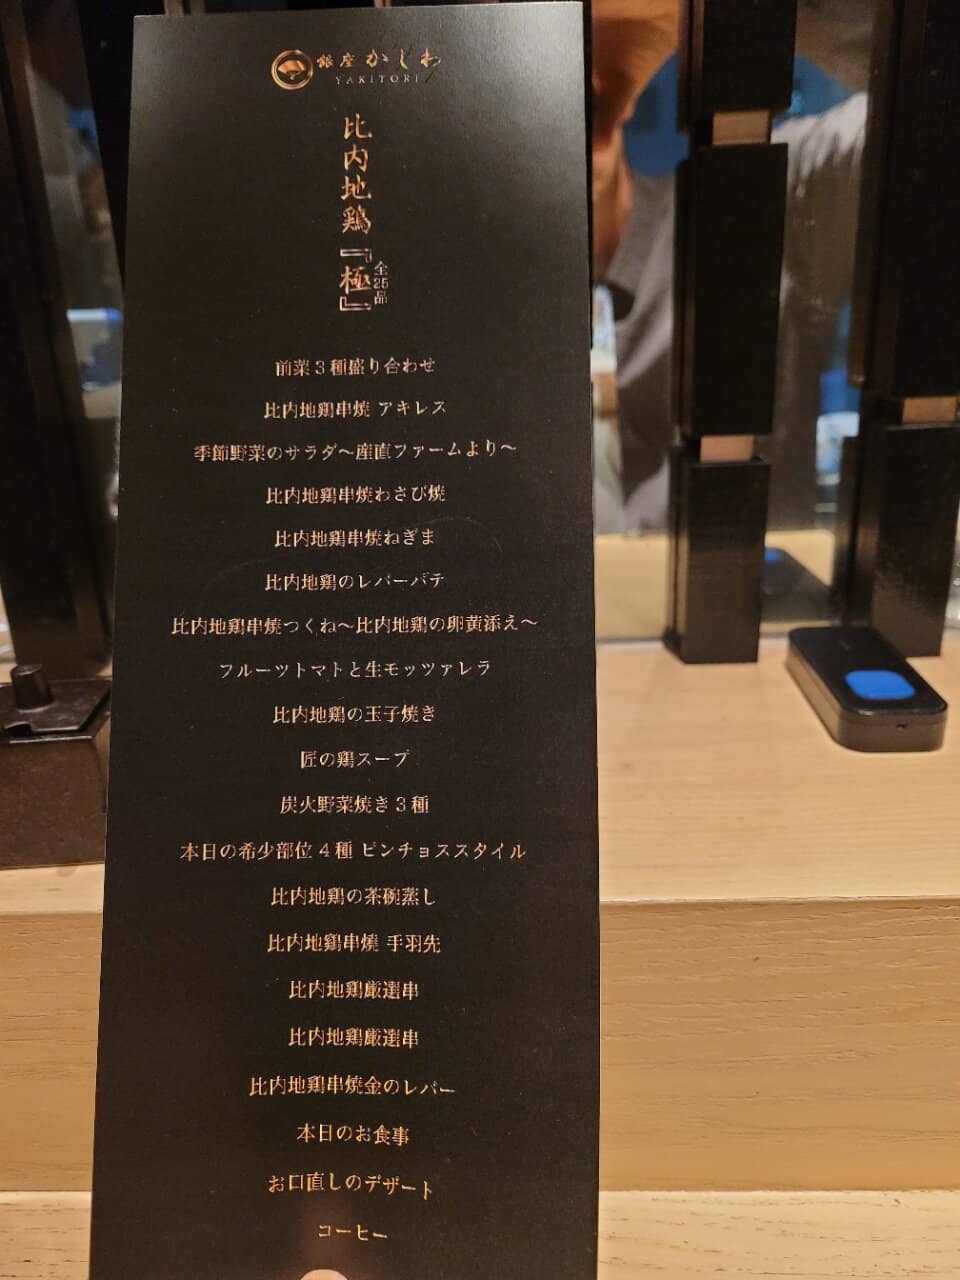 銀座 かしわ
YAKITORI
比内地鶏『極』
全25品
前菜3種盛り合わせ
比内地鶏串焼 アキレス
季節野菜のサラダ〜産直ファームより〜
比内地鶏串焼わさび焼
比内地鶏串焼ねぎま
比内地鶏のレバーパテ
比内地鶏串焼つくね〜比内地鶏の卵黄添え〜
フルーツトマトと生モッツァレラ
比内地鶏の玉子焼き
匠の鶏スープ
炭火野菜焼き3種
本日の希少部位4種 ピンチョススタイル
比内地鶏の茶碗蒸し
比内地鶏串焼 手羽先
比内地鶏厳選串
比内地鶏厳選串
比内地鶏串焼金のレバー
本日のお食事
お口直しのデザート
コーヒー